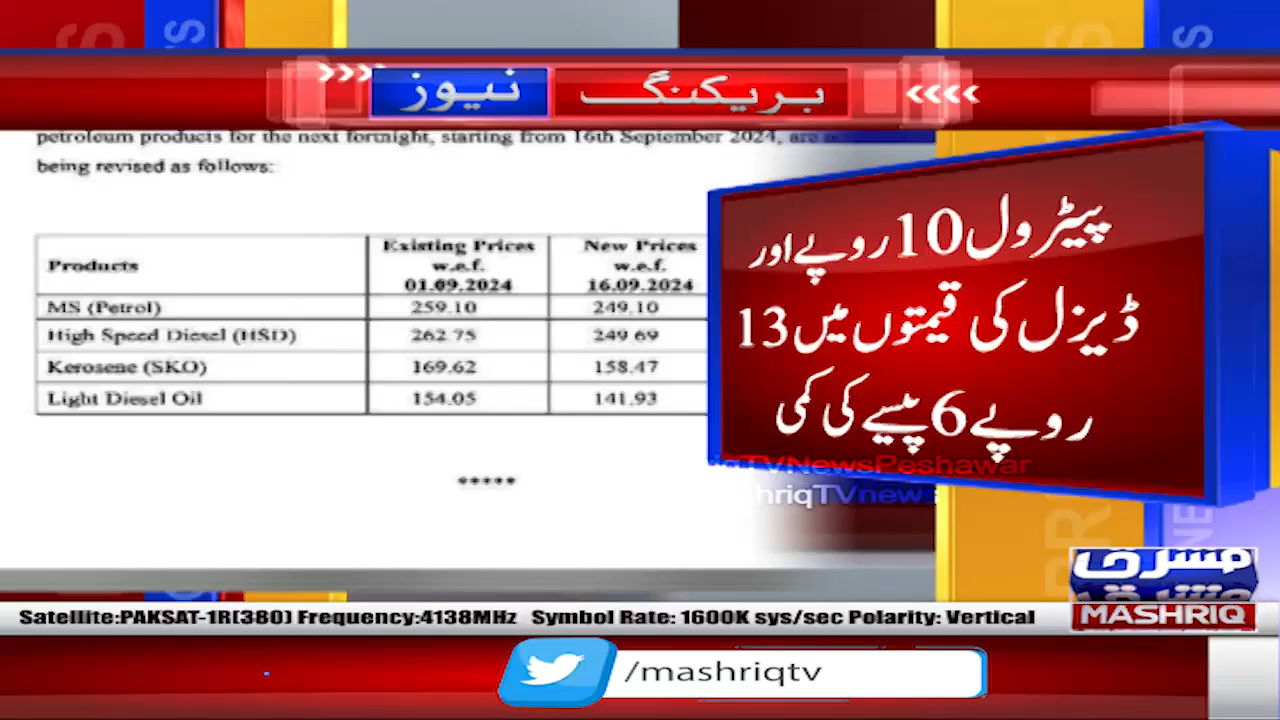 بریکنگ نیوز
petroleum products for the next fortnight, starting from 16th September 2024, are
being revised as follows:
Products Existing Prices w.e.f. 01.09.2024 New Prices w.e.f. 16.09.2024
MS (Petrol) 259.10 249.10
High Speed Diesel (HSD) 262.75 249.69
Kerosene (SKO) 169.62 158.47
Light Diesel Oil 154.05 141.93
*****
پیٹرول 10 روپے اور
ڈیزل کی قیمتوں میں 13
روپے 6 پیسے کی کمی
TVNewsPeshawar
hriqTVnews
مشرق
MASHRIQ
Satellite:PAKSAT-1R(380) Frequency:4138MHz Symbol Rate: 1600K sys/sec Polarity: Vertical
/mashriqtv